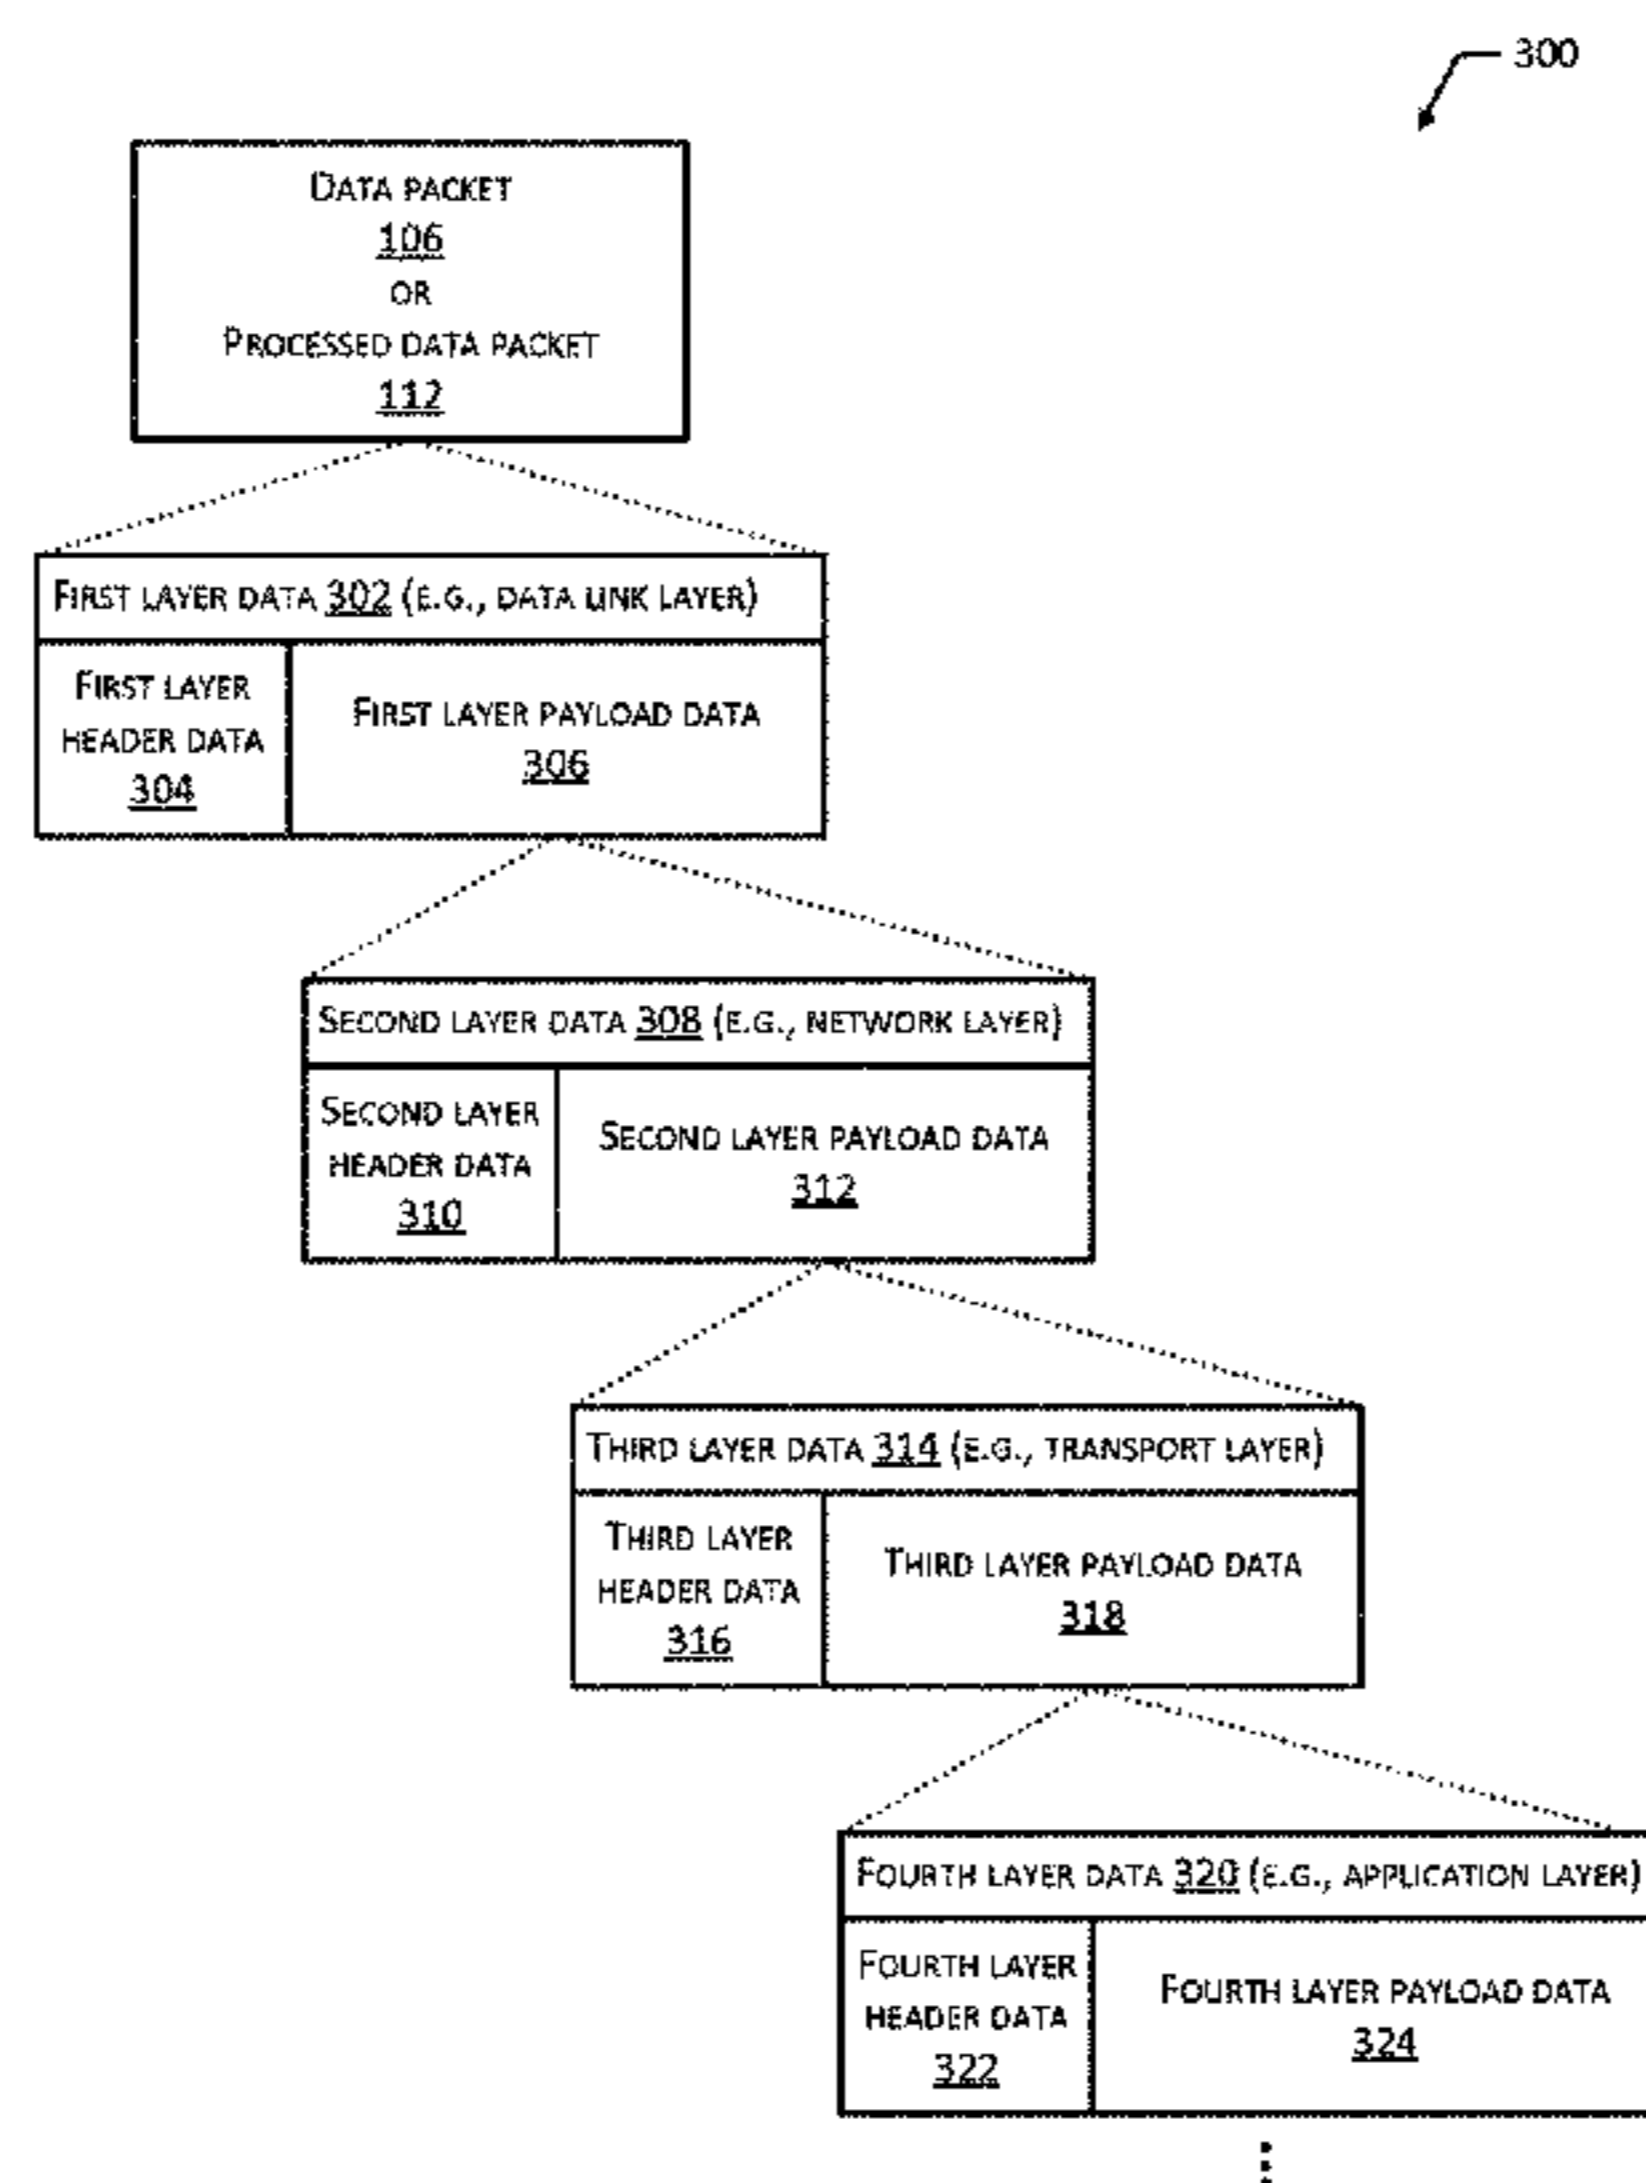 300
Data packet
106
or
Processed data packet
112
First layer data 302 (e.g., data link layer)
First layer
header data
304
First layer payload data
306
Second layer data 308 (e.g., network layer)
Second layer
header data
310
Second layer payload data
312
Third layer data 314 (e.g., transport layer)
Third layer
header data
316
Third layer payload data
318
Fourth layer data 320 (e.g., application layer)
Fourth layer
header data
322
Fourth layer payload data
324